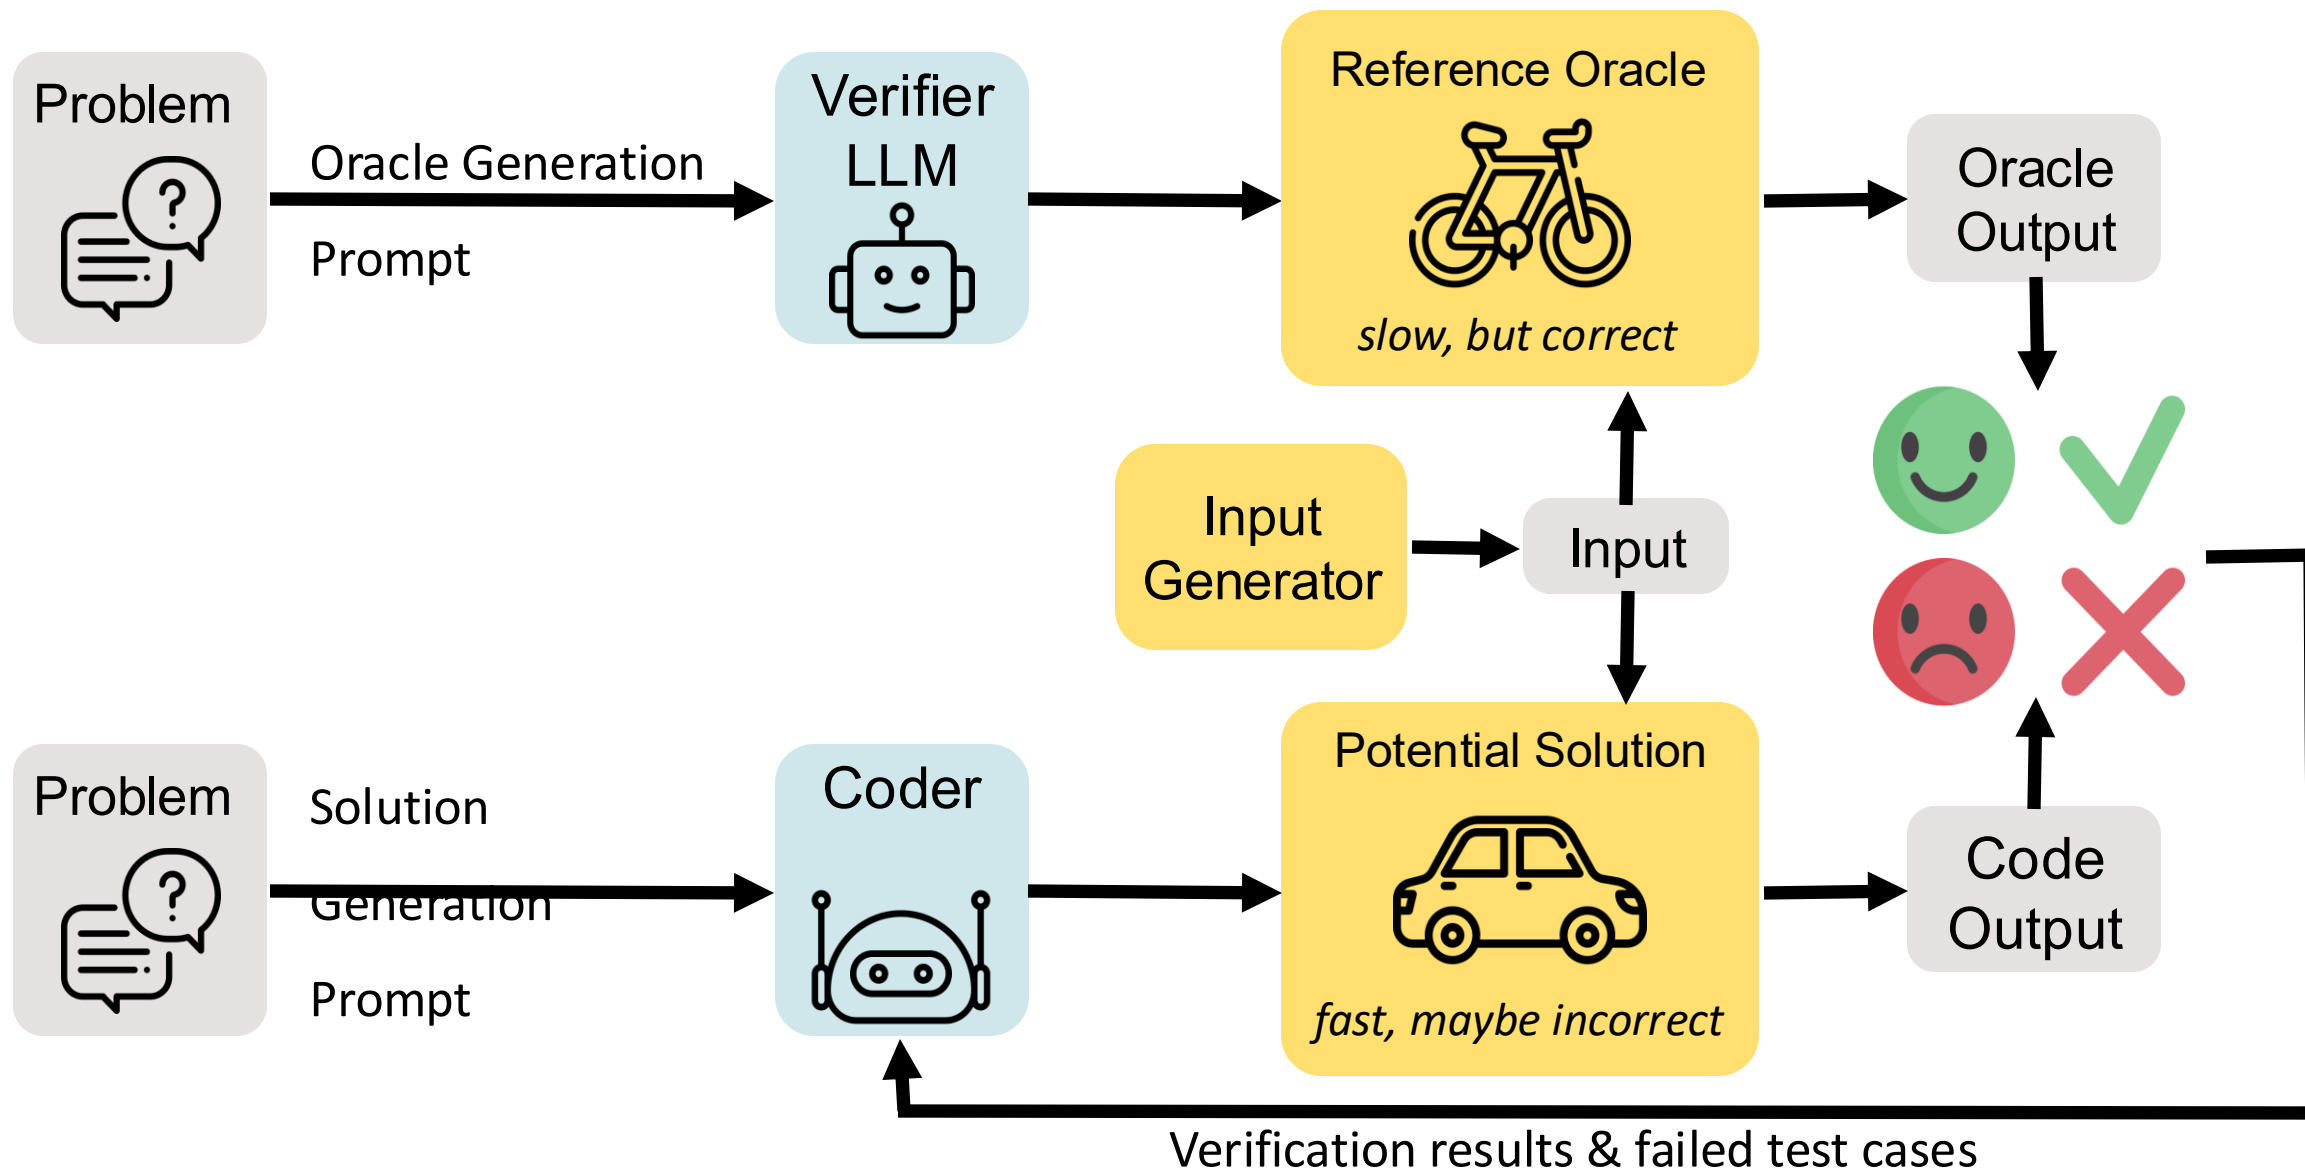 Problem
Oracle Generation
Prompt
Verifier
LLM
Reference Oracle
slow, but correct
Oracle
Output
Input
Generator
Input
Problem
Solution
Generation
Prompt
Coder
Potential Solution
fast, maybe incorrect
Code
Output
Verification results & failed test cases